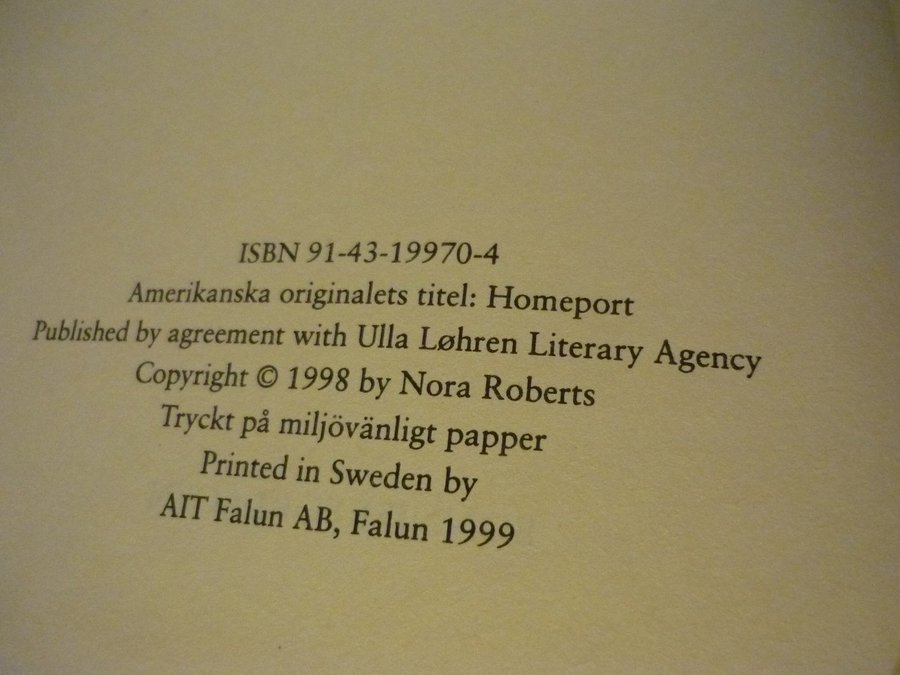 ISBN 91-43-19970-4
Amerikanska originalets titel: Homeport
Published by agreement with Ulla Løhren Literary Agency
Copyright © 1998 by Nora Roberts
Tryckt på miljövänligt papper
Printed in Sweden by
AIT Falun AB, Falun 1999